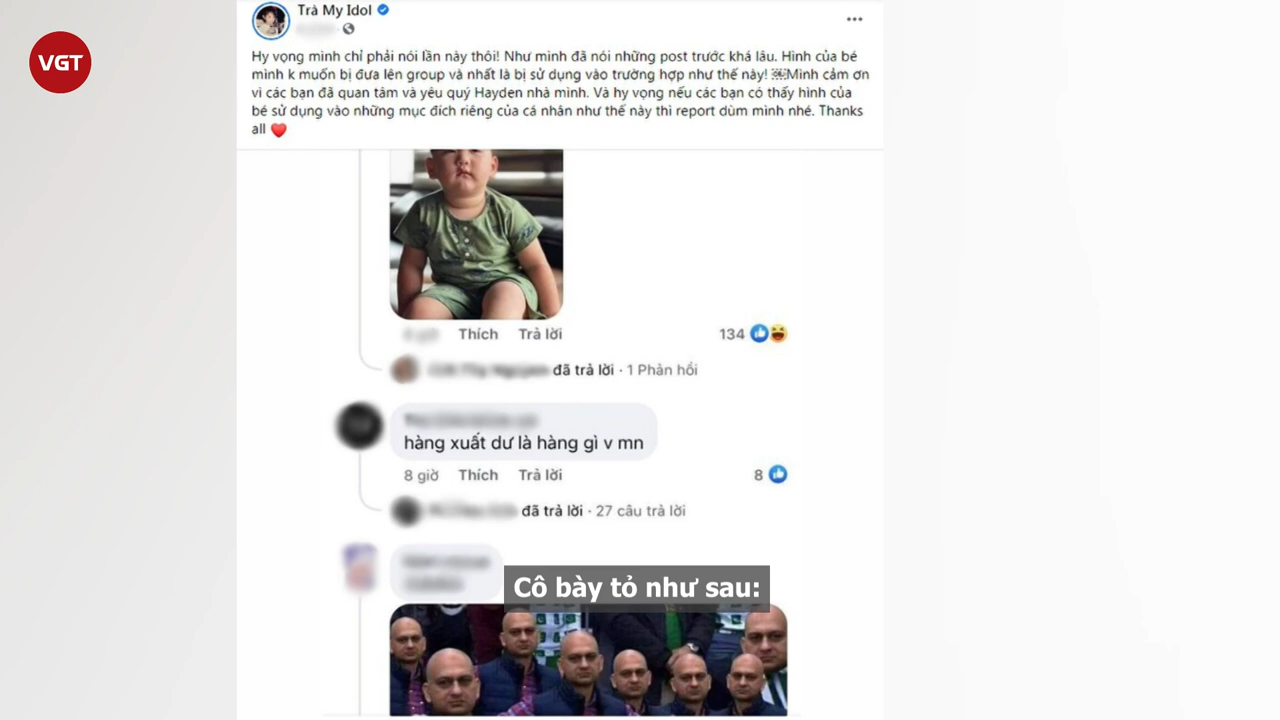 VGT
Trà My Idol
Hy vọng mình chỉ phải nói lần này thôi! Như mình đã nói những post trước khá lâu. Hình của bé
mình k muốn bị đưa lên group và nhất là bị sử dụng vào trường hợp như thế này! Mình cảm ơn
vì các bạn đã quan tâm và yêu quý Hayden nhà mình. Và hy vọng nếu các bạn có thấy hình của
bé sử dụng vào những mục đích riêng của cá nhân như thế này thì report dùm mình nhé. Thanks
all ❤️
Thích Trả lời 134
đã trả lời · 1 Phản hồi
hàng xuất dư là hàng gì v mn
8 giờ Thích Trả lời 8
đã trả lời · 27 câu trả lời
Cô bày tỏ như sau: